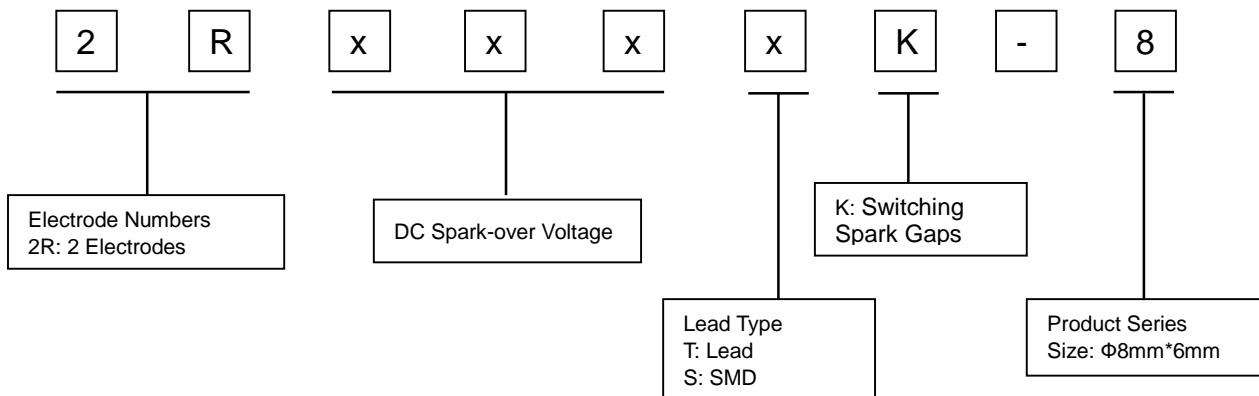 2 R x x x x K - 8
Electrode Numbers
2R: 2 Electrodes
DC Spark-over Voltage
K: Switching
Spark Gaps
Lead Type
T: Lead
S: SMD
Product Series
Size: Φ8mm*6mm